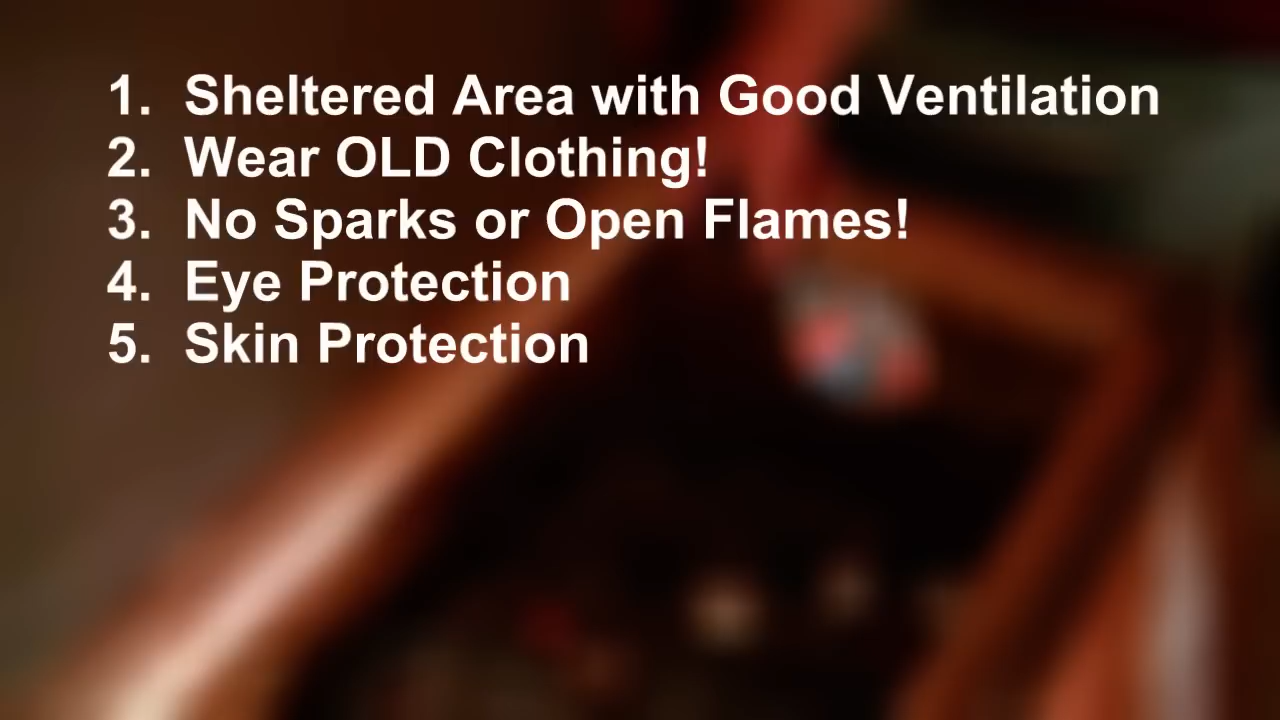 1. Sheltered Area with Good Ventilation
2. Wear OLD Clothing!
3. No Sparks or Open Flames!
4. Eye Protection
5. Skin Protection